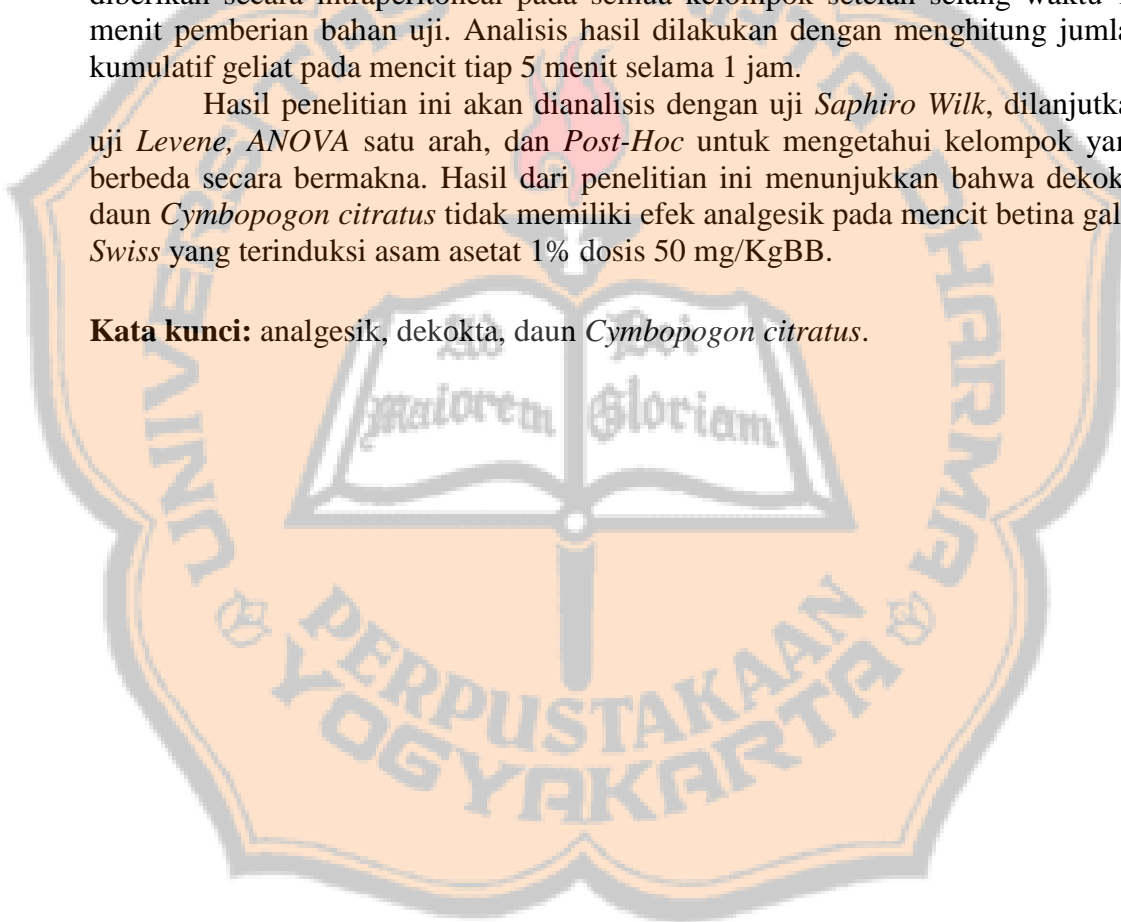 diberikan secara intraperitoneal pada semua kelompok setelah selang waktu
menit pemberian bahan uji. Analisis hasil dilakukan dengan menghitung jumla
kumulatif geliat pada mencit tiap 5 menit selama 1 jam.
Hasil penelitian ini akan dianalisis dengan uji Saphiro Wilk, dilanjutka
uji Levene, ANOVA satu arah, dan Post-Hoc untuk mengetahui kelompok yan
berbeda secara bermakna. Hasil dari penelitian ini menunjukkan bahwa dekok
daun Cymbopogon citratus tidak memiliki efek analgesik pada mencit betina gal
Swiss yang terinduksi asam asetat 1% dosis 50 mg/KgBB.
Kata kunci: analgesik, dekokta, daun Cymbopogon citratus.
Ad Dei
Maiorem Gloriam
UNIVERSITAS SANATA DHARMA
PERPUSTAKAAN
YOGYAKARTA